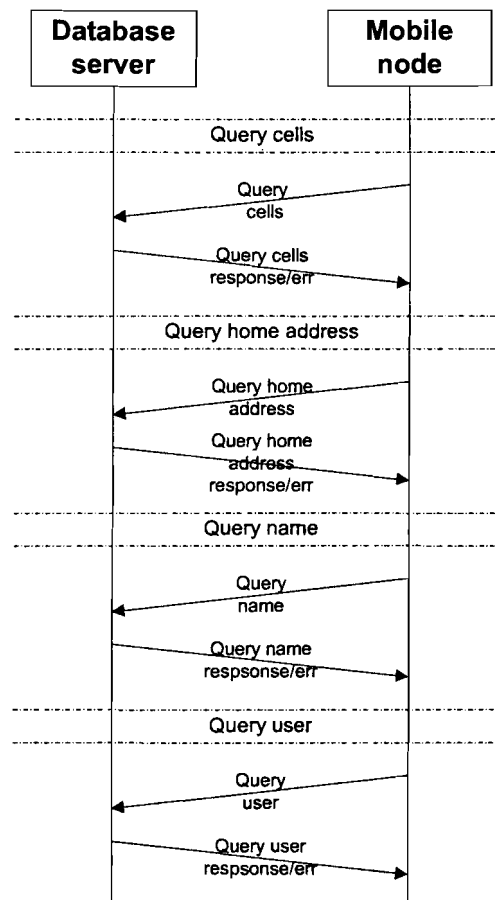 Database
server
Mobile
node
Query cells
Query
cells
Query cells
response/err
Query home address
Query home
address
Query home
address
response/err
Query name
Query
name
Query name
respsonse/err
Query user
Query
user
Query user
respsonse/err